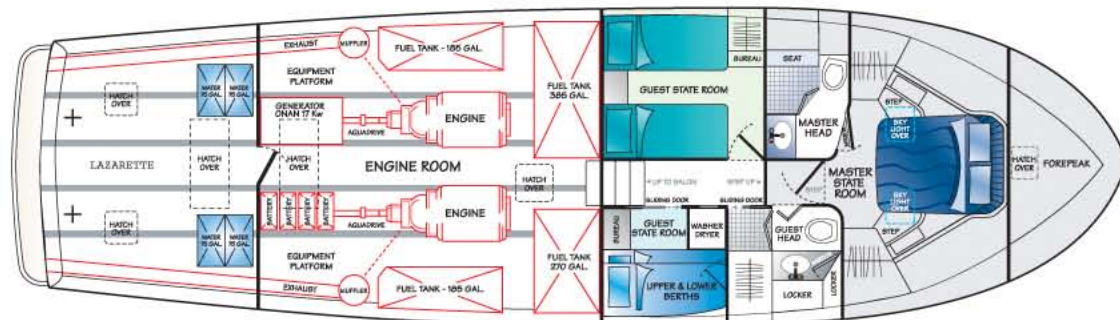 EXHAUST
MUFFLER
FUEL TANK - 185 GAL.
EQUIPMENT
PLATFORM
WATER
75 GAL.
WATER
75 GAL.
HATCH
OVER
GENERATOR
ONAN 17 Kw
AQUADRIVE
ENGINE
FUEL TANK
385 GAL.
BUREAU
GUEST STATE ROOM
SEAT
MASTER
HEAD
STEP
SKY
LIGHT
OVER
LAZARETTE
HATCH
OVER
HATCH
OVER
ENGINE ROOM
HATCH
OVER
UP TO SALON
SLIDING DOOR
STEP UP
SLIDING DOOR
STEP
MASTER
STATE
ROOM
HATCH
OVER
FOREPEAK
BATTERY
BATTERY
BATTERY
BATTERY
AQUADRIVE
ENGINE
HATCH
OVER
WATER
75 GAL.
WATER
75 GAL.
EQUIPMENT
PLATFORM
EXHAUST
MUFFLER
FUEL TANK - 185 GAL.
FUEL TANK
270 GAL.
BUREAU
GUEST
STATE ROOM
WASHER
DRYER
UPPER & LOWER
BERTHS
GUEST
HEAD
LOCKER
LOCKER
SKY
LIGHT
OVER
STEP